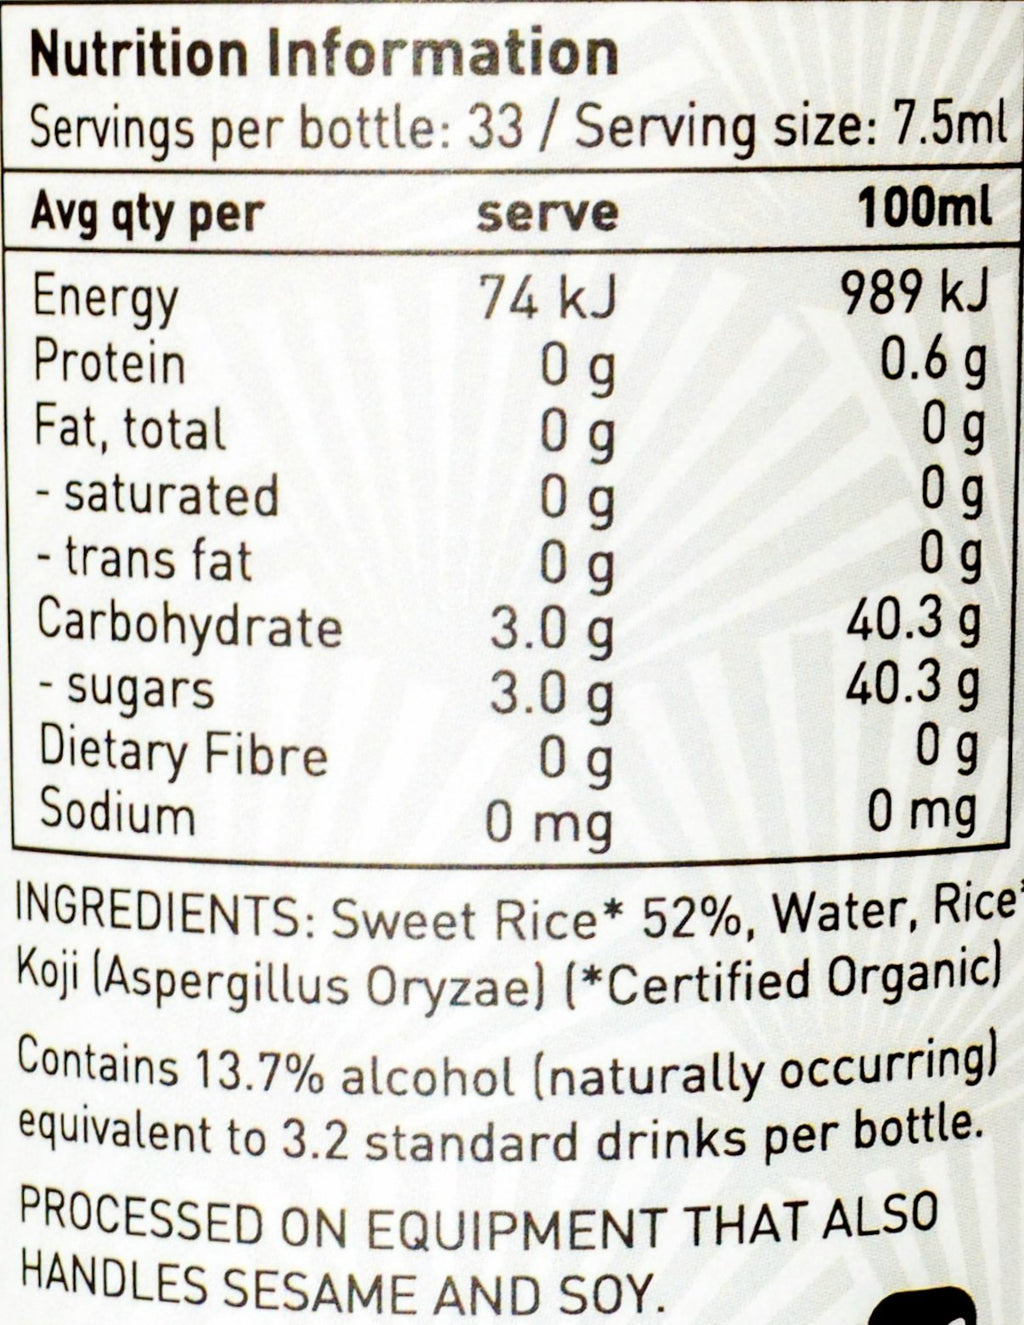 Nutrition Information
Servings per bottle: 33 / Serving size: 7.5ml
Avg qty per serve 100ml
Energy 74 kJ 989 kJ
Protein 0 g 0.6 g
Fat, total 0 g 0 g
- saturated 0 g 0 g
- trans fat 0 g 0 g
Carbohydrate 3.0 g 40.3 g
- sugars 3.0 g 40.3 g
Dietary Fibre 0 g 0 g
Sodium 0 mg 0 mg
INGREDIENTS: Sweet Rice* 52%, Water, Rice*
Koji (Aspergillus Oryzae) (*Certified Organic)
Contains 13.7% alcohol (naturally occurring)
equivalent to 3.2 standard drinks per bottle.
PROCESSED ON EQUIPMENT THAT ALSO
HANDLES SESAME AND SOY.